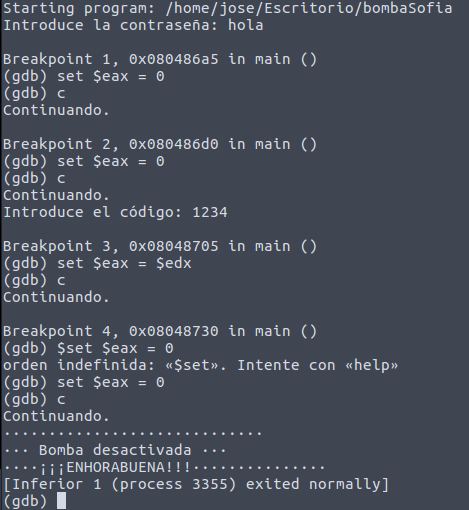 Starting program: /home/jose/Escritorio/bombaSofia
Introduce la contraseña: hola
Breakpoint 1, 0x080486a5 in main ()
(gdb) set $eax = 0
(gdb) c
Continuando.
Breakpoint 2, 0x080486d0 in main ()
(gdb) set $eax = 0
(gdb) c
Continuando.
Introduce el código: 1234
Breakpoint 3, 0x08048705 in main ()
(gdb) set $eax = $edx
(gdb) c
Continuando.
Breakpoint 4, 0x08048730 in main ()
(gdb) $set $eax = 0
orden indefinida: «$set». Intente con «help»
(gdb) set $eax = 0
(gdb) c
Continuando.
·····························
··· Bomba desactivada ···
····¡¡¡ENHORABUENA!!!···············
[Inferior 1 (process 3355) exited normally]
(gdb)